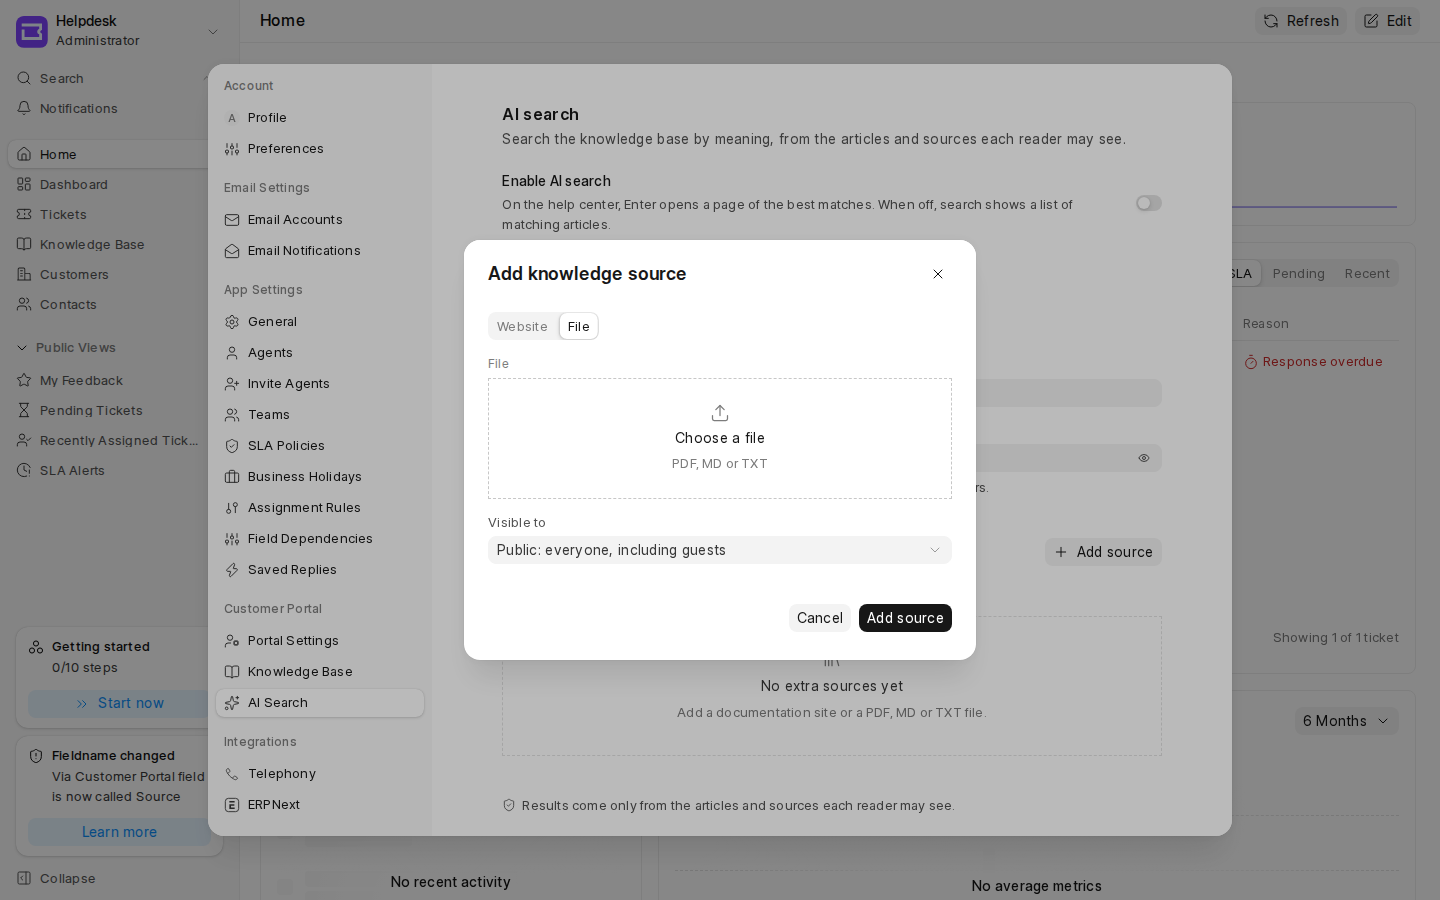 Helpdesk
Administrator
Search
Notifications
Home
Dashboard
Tickets
Knowledge Base
Customers
Contacts
Public Views
My Feedback
Pending Tickets
Recently Assigned Tick...
SLA Alerts
Getting started
0/10 steps
Start now
Fieldname changed
Via Customer Portal field
is now called Source
Learn more
Collapse
Home
Refresh
Edit
Account
A
Profile
Preferences
Email Settings
Email Accounts
Email Notifications
App Settings
General
Agents
Invite Agents
Teams
SLA Policies
Business Holidays
Assignment Rules
Field Dependencies
Saved Replies
Customer Portal
Portal Settings
Knowledge Base
AI Search
Integrations
Telephony
ERPNext
AI search
Search the knowledge base by meaning, from the articles and sources each reader may see.
Enable AI search
On the help center, Enter opens a page of the best matches. When off, search shows a list of
matching articles.
Add knowledge source
Website
File
File
Choose a file
PDF, MD or TXT
Visible to
Public: everyone, including guests
Cancel
Add source
rs.
Add source
No extra sources yet
Add a documentation site or a PDF, MD or TXT file.
Results come only from the articles and sources each reader may see.
SLA
Pending
Recent
Reason
Response overdue
Showing 1 of 1 ticket
6 Months
No recent activity
No average metrics